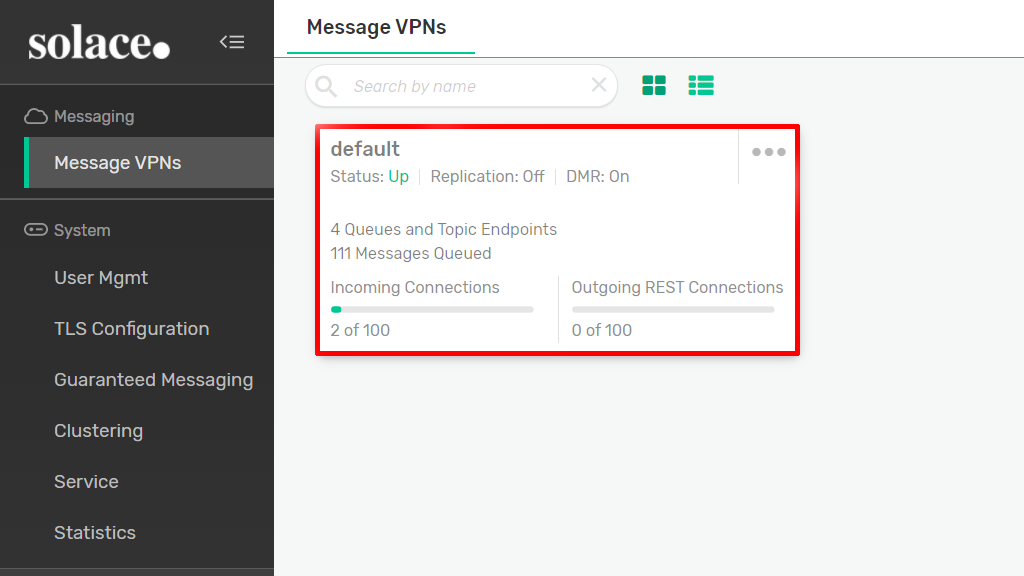 solace.
Messaging
Message VPNs
System
User Mgmt
TLS Configuration
Guaranteed Messaging
Clustering
Service
Statistics
Message VPNs
Search by name
default
Status: Up Replication: Off DMR: On
4 Queues and Topic Endpoints
111 Messages Queued
Incoming Connections
2 of 100
Outgoing REST Connections
0 of 100